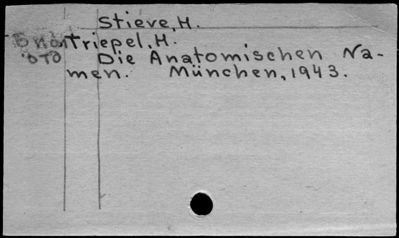 Stieve, H.
Triepel, H.
Die Anatomischen Na-
men. München, 1943.